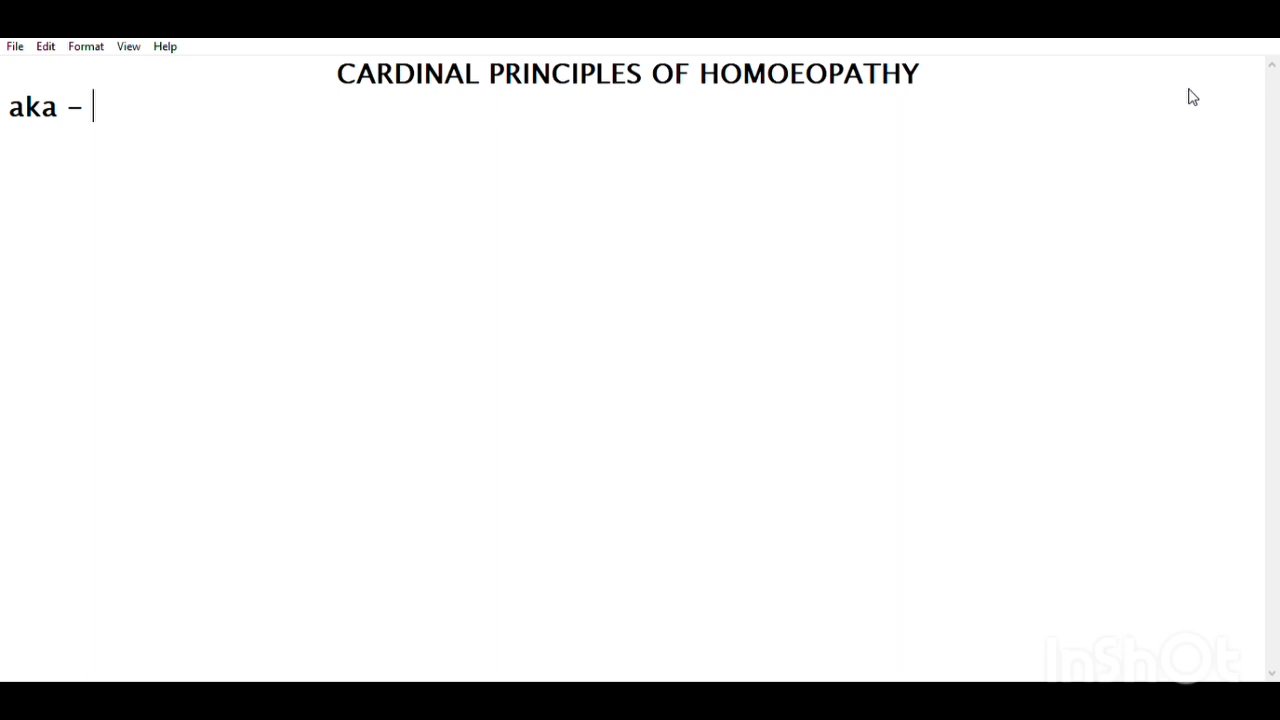 File Edit Format View Help
CARDINAL PRINCIPLES OF HOMOEOPATHY
aka –
InShOt